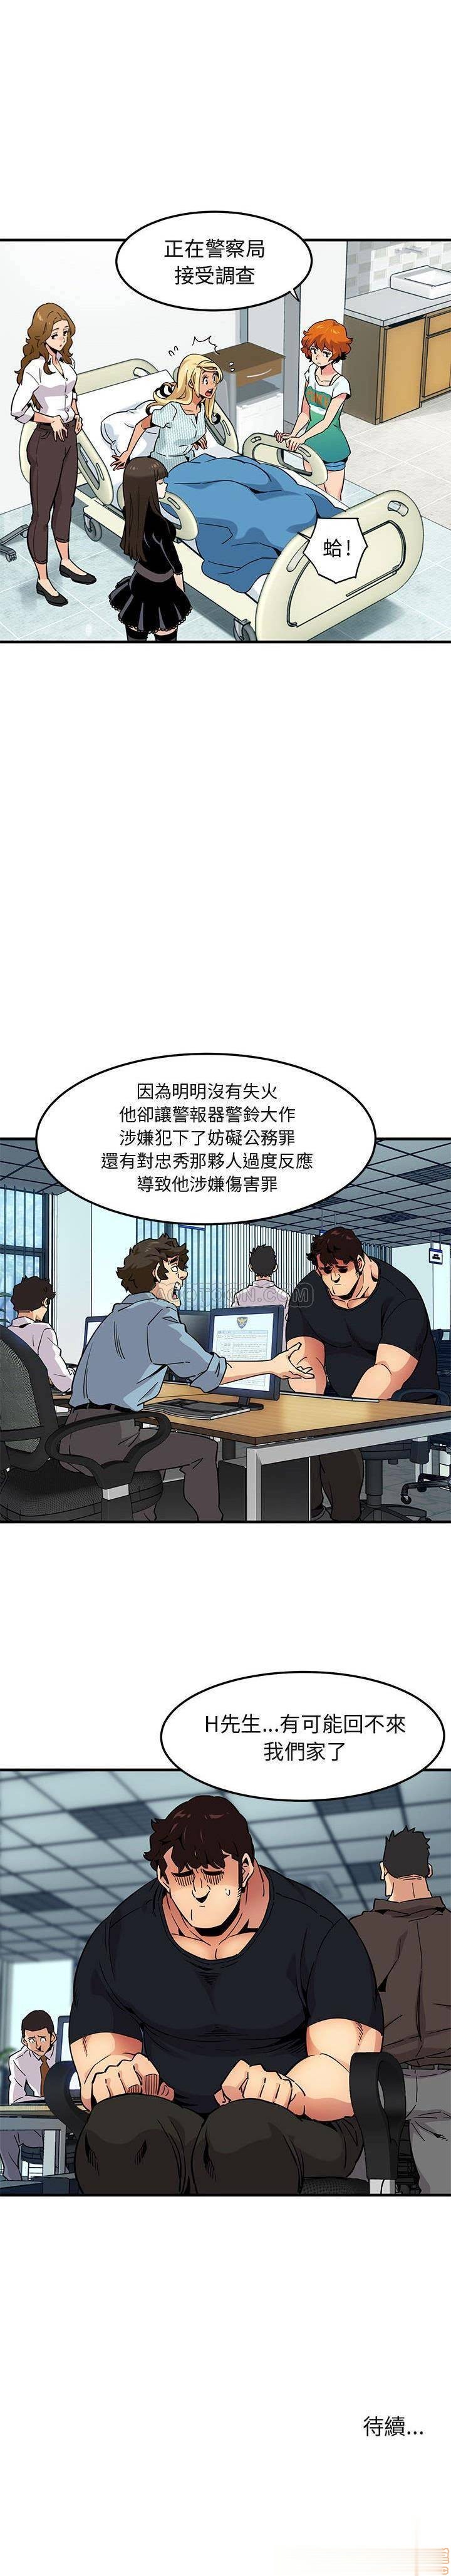 正在警察局
接受調查
蛤!
因為明明沒有失火
他卻讓警報器警鈴大作
涉嫌犯下了妨礙公務罪
還有對忠秀那夥人過度反應
導致他涉嫌傷害罪
H先生...有可能回不來
我們家了
待續...